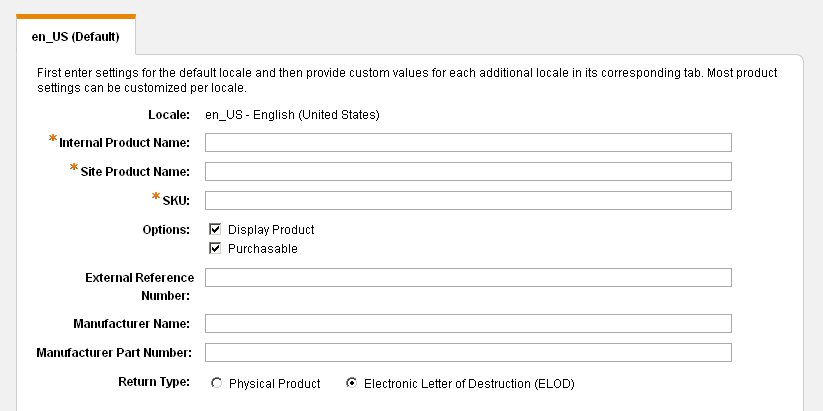 en_US (Default)
First enter settings for the default locale and then provide custom values for each additional locale in its corresponding tab. Most product
settings can be customized per locale.
Locale: en_US - English (United States)
*Internal Product Name:
*Site Product Name:
*SKU:
Options: Display Product
Purchasable
External Reference
Number:
Manufacturer Name:
Manufacturer Part Number:
Return Type: Physical Product Electronic Letter of Destruction (ELOD)